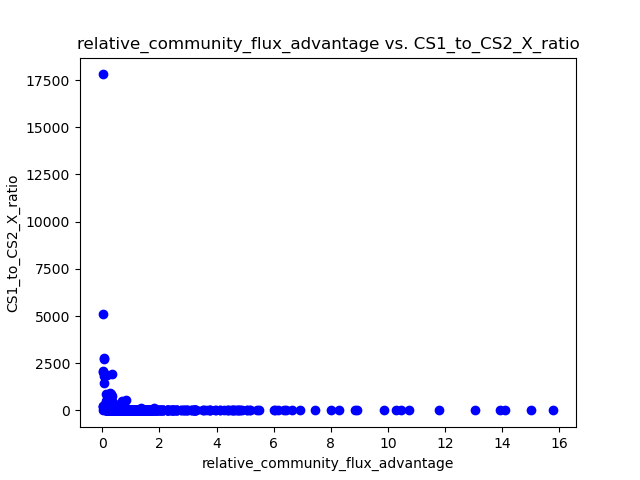 relative_community_flux_advantage vs. CS1_to_CS2_X_ratio
CS1_to_CS2_X_ratio
17500
15000
12500
10000
7500
5000
2500
0
0 2 4 6 8 10 12 14 16
relative_community_flux_advantage